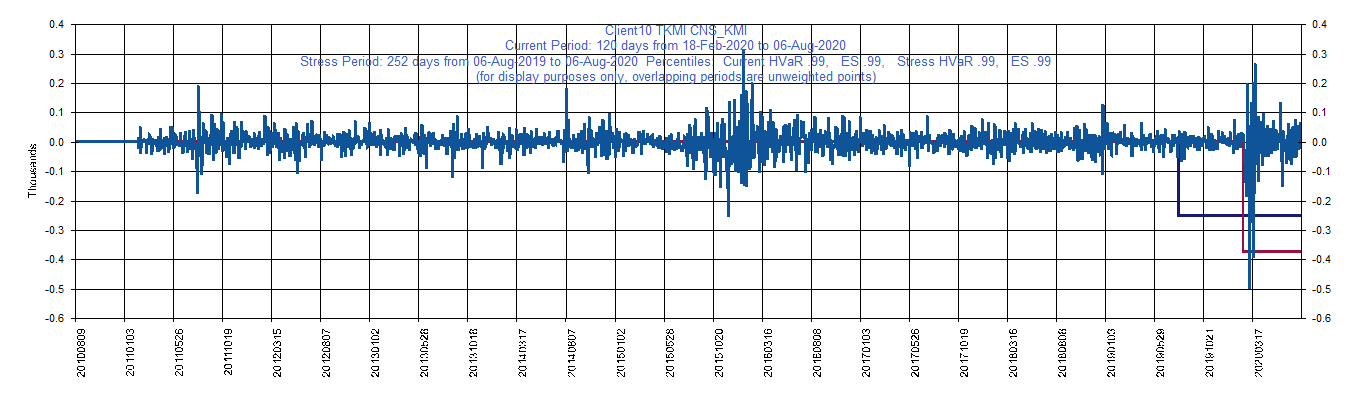 Client10 TKMI CNS_KMI
Current Period: 120 days from 18-Feb-2020 to 06-Aug-2020
Stress Period: 252 days from 06-Aug-2019 to 06-Aug-2020 Percentiles: Current HVaR .99, ES .99, Stress HVaR .99, ES .99
(for display purposes only, overlapping periods are unweighted points)
0.4 0.4
0.3 0.3
0.2 0.2
0.1 0.1
0.0 0.0
-0.1 -0.1
-0.2 -0.2
-0.3 -0.3
-0.4 -0.4
-0.5 -0.5
-0.6 -0.6
Thousands
20100809 20110103 20110526 20111019 20120315 20120807 20130102 20130528 20131018 20140317 20140807 20150102 20150528 20151020 20160316 20160808 20170103 20170526 20171019 20180316 20180808 20190103 20190529 20191021 20200317